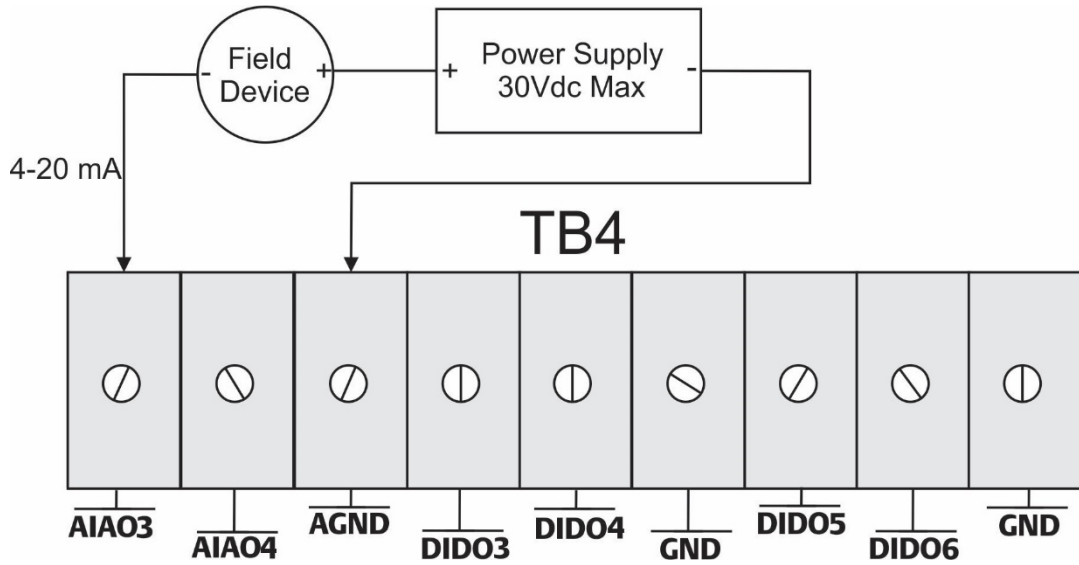 Field
Device
-
+
+
Power Supply
30Vdc Max
-
4-20 mA
TB4
AIAO3
AIAO4
AGND
DIDO3
DIDO4
GND
DIDO5
DIDO6
GND